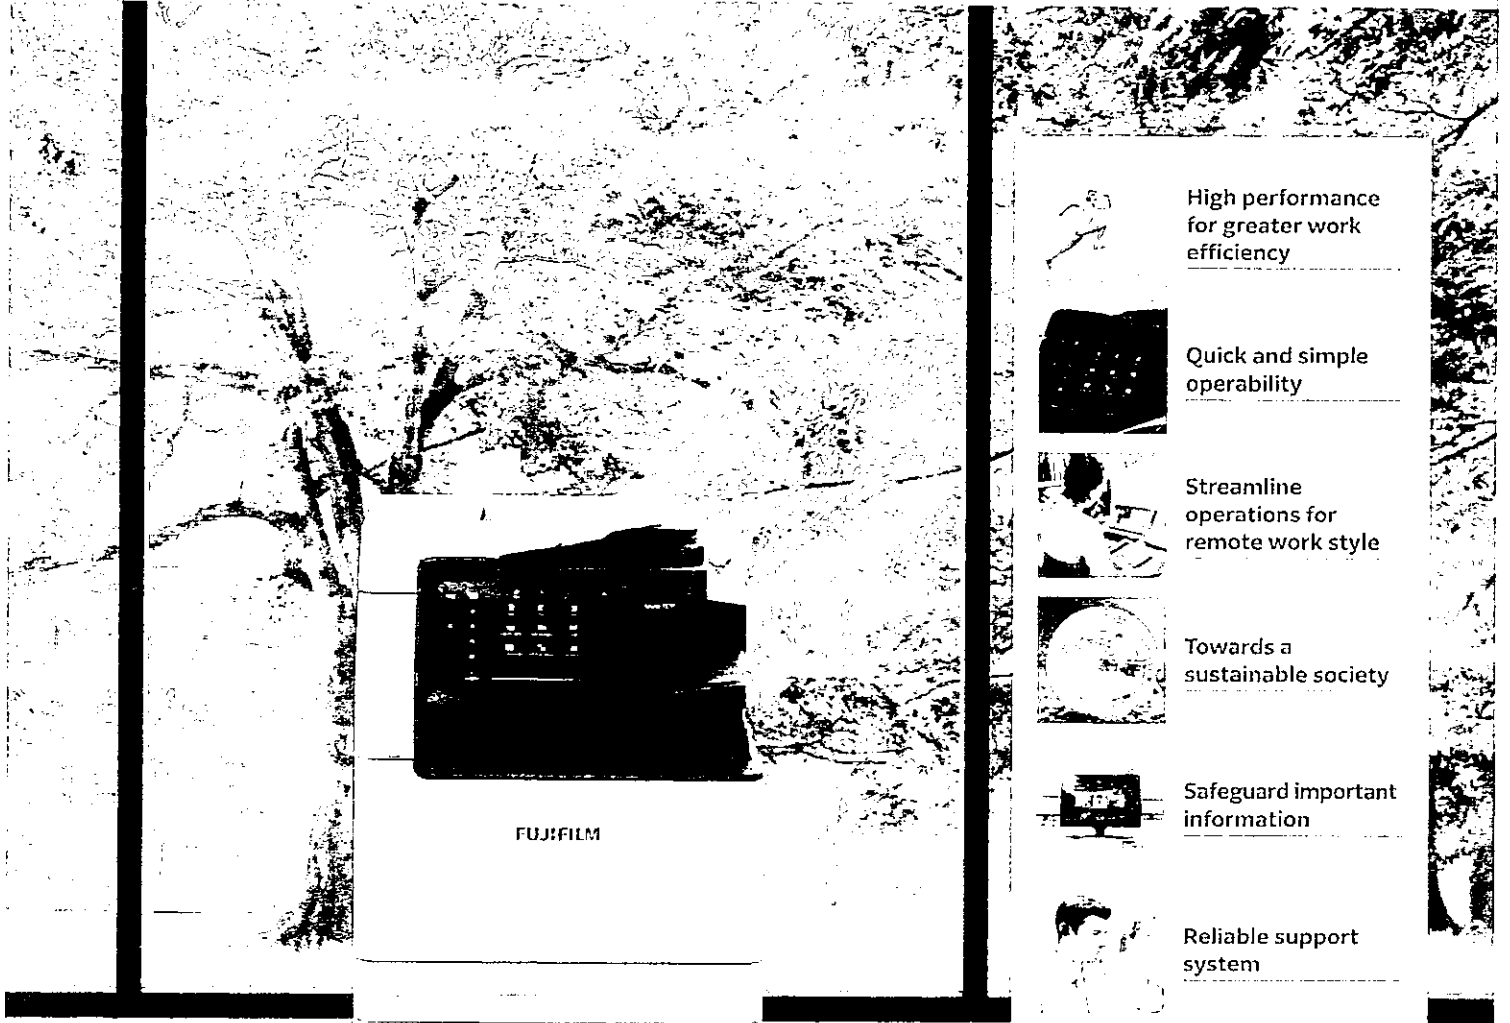 FUJIFILM
High performance
for greater work
efficiency
Quick and simple
operability
Streamline
operations for
remote work style
Towards a
sustainable society
Safeguard important
information
Reliable support
system